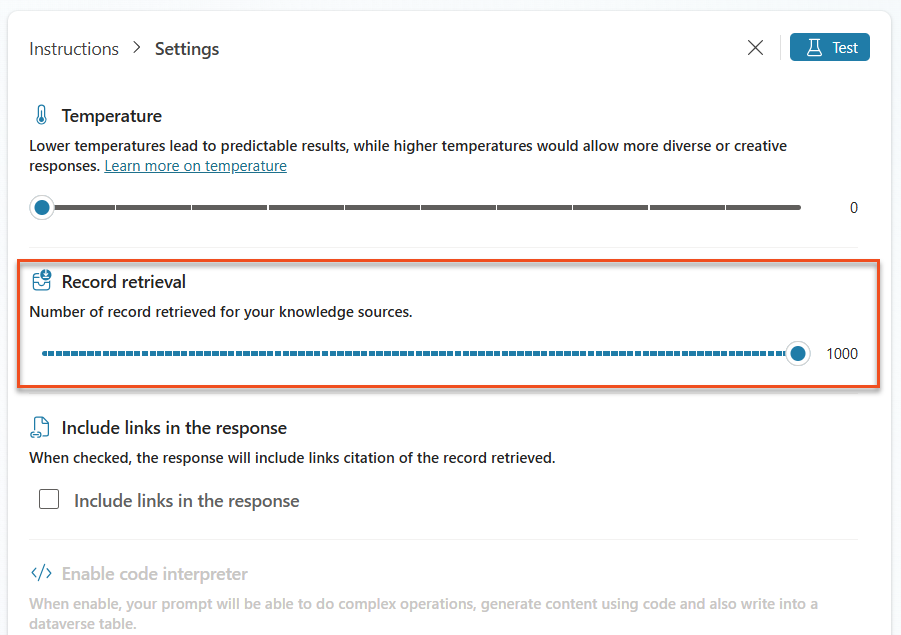 Instructions > Settings
Test
Temperature
Lower temperatures lead to predictable results, while higher temperatures would allow more diverse or creative
responses. Learn more on temperature
0
Record retrieval
Number of record retrieved for your knowledge sources.
1000
Include links in the response
When checked, the response will include links citation of the record retrieved.
Include links in the response
Enable code interpreter
When enable, your prompt will be able to do complex operations, generate content using code and also write into a
dataverse table.